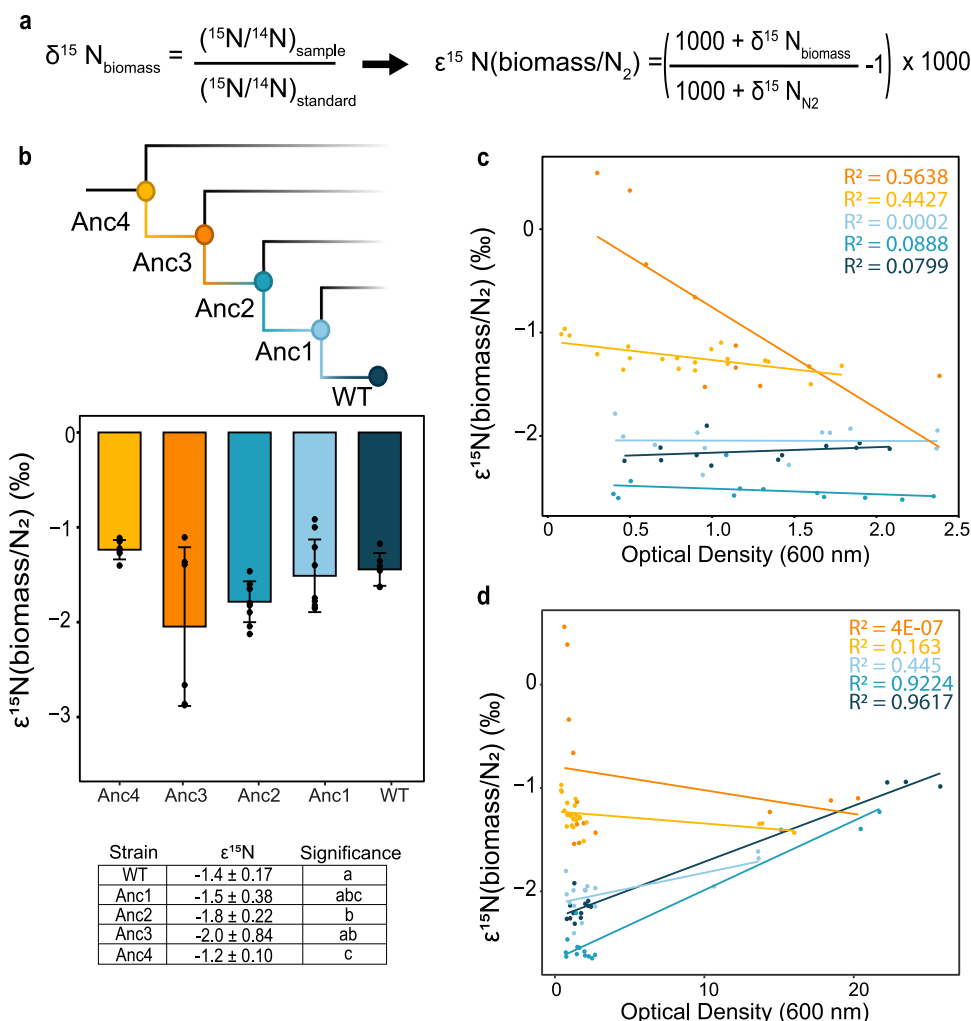 a
δ¹⁵ N biomass = (¹⁵N/¹⁴N)sample / (¹⁵N/¹⁴N)standard → ε¹⁵ N(biomass/N₂) = (1000 + δ¹⁵ N biomass / 1000 + δ¹⁵ N N2 -1) x 1000
b
Anc4
Anc3
Anc2
Anc1
WT
ε¹⁵N(biomass/N₂) (‰)
0
−1
−2
−3
Anc4 Anc3 Anc2 Anc1 WT
Strain ε¹⁵N Significance
WT -1.4 ± 0.17 a
Anc1 -1.5 ± 0.38 abc
Anc2 -1.8 ± 0.22 b
Anc3 -2.0 ± 0.84 ab
Anc4 -1.2 ± 0.10 c
c
R² = 0.5638
R² = 0.4427
R² = 0.0002
R² = 0.0888
R² = 0.0799
ε¹⁵N(biomass/N₂) (‰)
0
−1
−2
0 0.5 1.0 1.5 2.0 2.5
Optical Density (600 nm)
d
R² = 4E-07
R² = 0.163
R² = 0.445
R² = 0.9224
R² = 0.9617
ε¹⁵N(biomass/N₂) (‰)
0
−1
−2
0 10 20
Optical Density (600 nm)